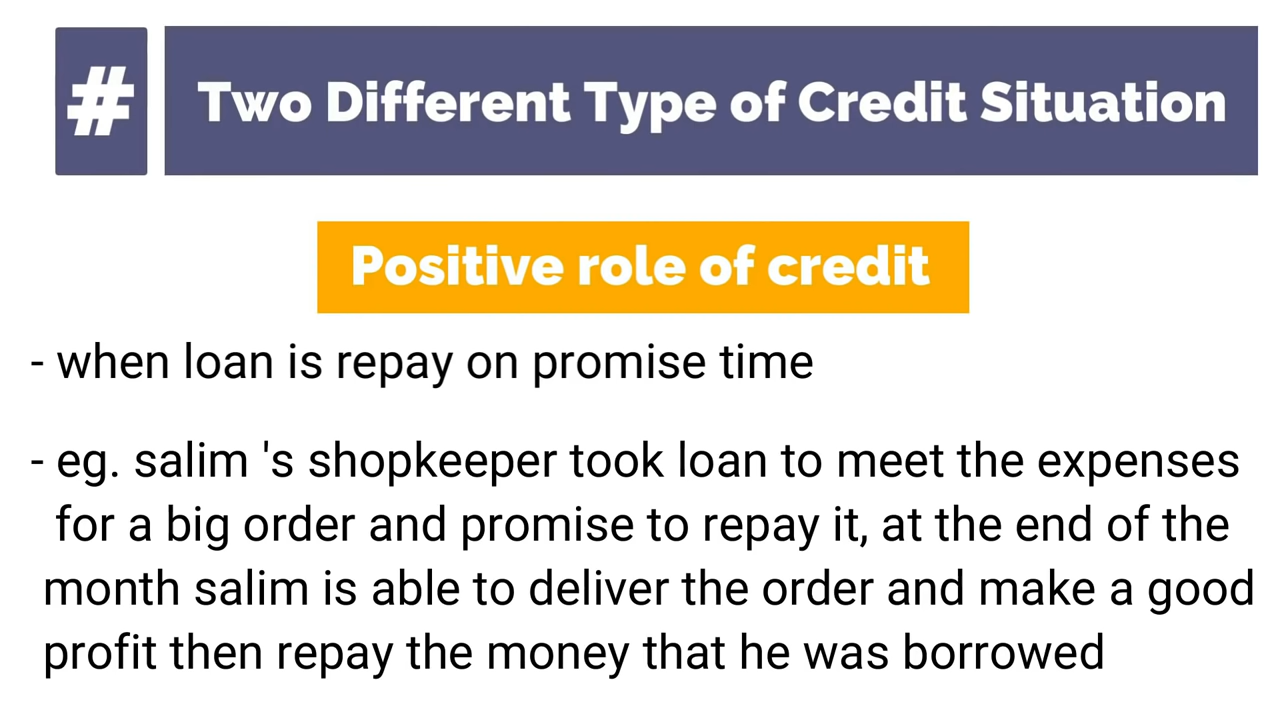 #
Two Different Type of Credit Situation
Positive role of credit
- when loan is repay on promise time
- eg. salim 's shopkeeper took loan to meet the expenses
for a big order and promise to repay it, at the end of the
month salim is able to deliver the order and make a good
profit then repay the money that he was borrowed